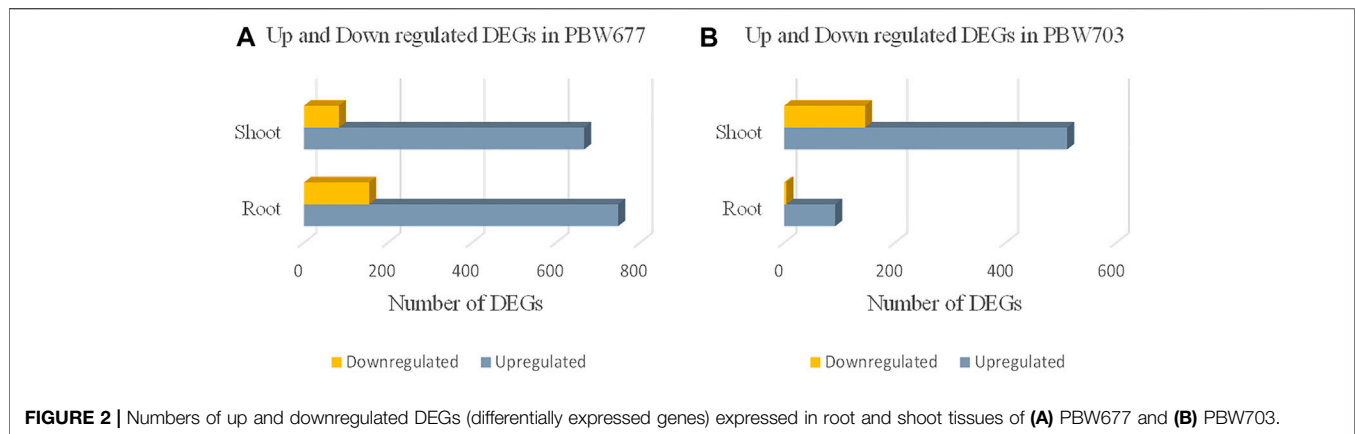 A Up and Down regulated DEGs in PBW677
Shoot
Root
0 200 400 600 800
Number of DEGs
Downregulated Upregulated
B Up and Down regulated DEGs in PBW703
Shoot
Root
0 200 400 600
Number of DEGs
Downregulated Upregulated
FIGURE 2 | Numbers of up and downregulated DEGs (differentially expressed genes) expressed in root and shoot tissues of (A) PBW677 and (B) PBW703.